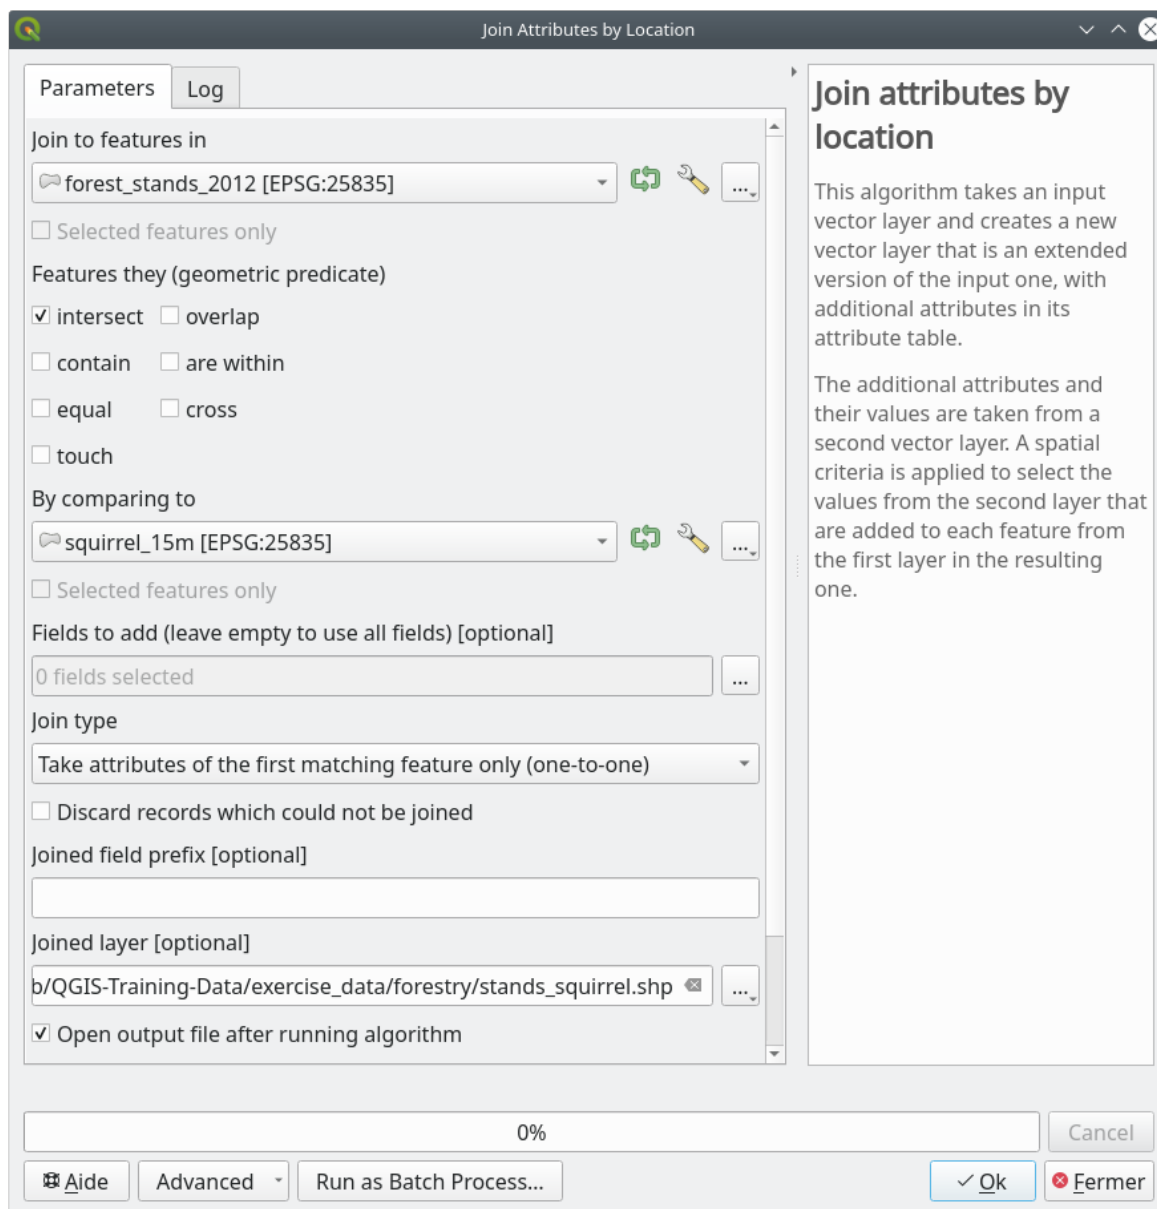 Join Attributes by Location
Parameters
Log
Join to features in
forest_stands_2012 [EPSG:25835]
...
Selected features only
Features they (geometric predicate)
intersect
overlap
contain
are within
equal
cross
touch
By comparing to
squirrel_15m [EPSG:25835]
...
Selected features only
Fields to add (leave empty to use all fields) [optional]
0 fields selected
...
Join type
Take attributes of the first matching feature only (one-to-one)
Discard records which could not be joined
Joined field prefix [optional]
Joined layer [optional]
b/QGIS-Training-Data/exercise_data/forestry/stands_squirrel.shp
...
Open output file after running algorithm
Join attributes by
location
This algorithm takes an input
vector layer and creates a new
vector layer that is an extended
version of the input one, with
additional attributes in its
attribute table.
The additional attributes and
their values are taken from a
second vector layer. A spatial
criteria is applied to select the
values from the second layer that
are added to each feature from
the first layer in the resulting
one.
0%
Cancel
Aide
Advanced
Run as Batch Process...
Ok
Fermer